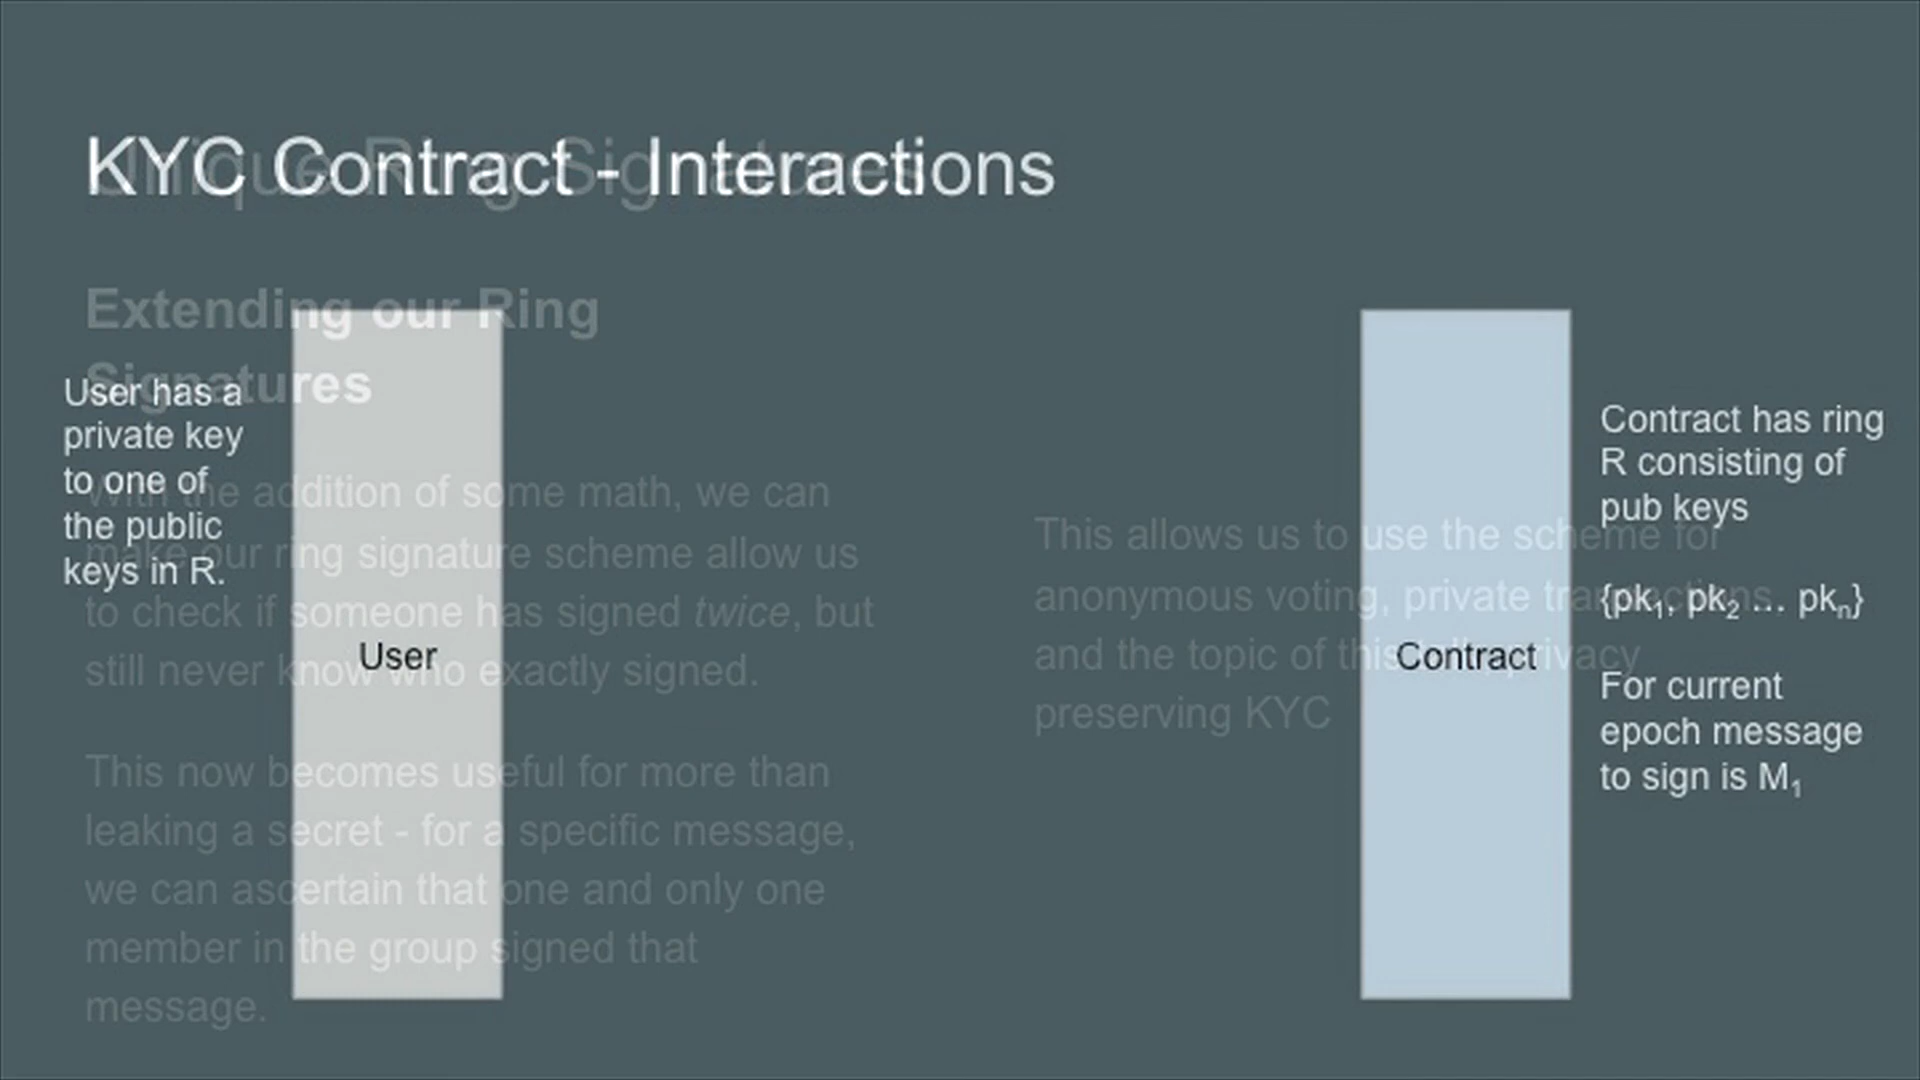 KYC Contract - Interactions
User has a
private key
to one of
the public
keys in R.
User
Contract
Contract has ring
R consisting of
pub keys
{pk₁, pk₂ … pkₙ}
For current
epoch message
to sign is M₁
Unique Ring Signatures
Extending our Ring
Signatures
With the addition of some math, we can
make our ring signature scheme allow us
to check if someone has signed twice, but
still never know who exactly signed.
This now becomes useful for more than
leaking a secret - for a specific message,
we can ascertain that one and only one
member in the group signed that
message.
This allows us to use the scheme for
anonymous voting, private transactions,
and the topic of this privacy
preserving KYC